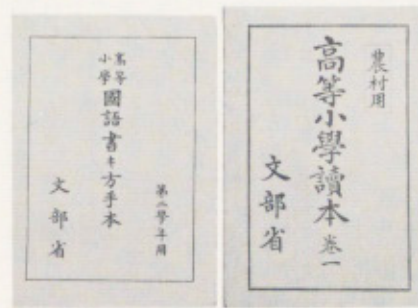 農村用
高等小學讀本 巻一
文部省
第二學年用
高等小學國語書キ方手本
文部省